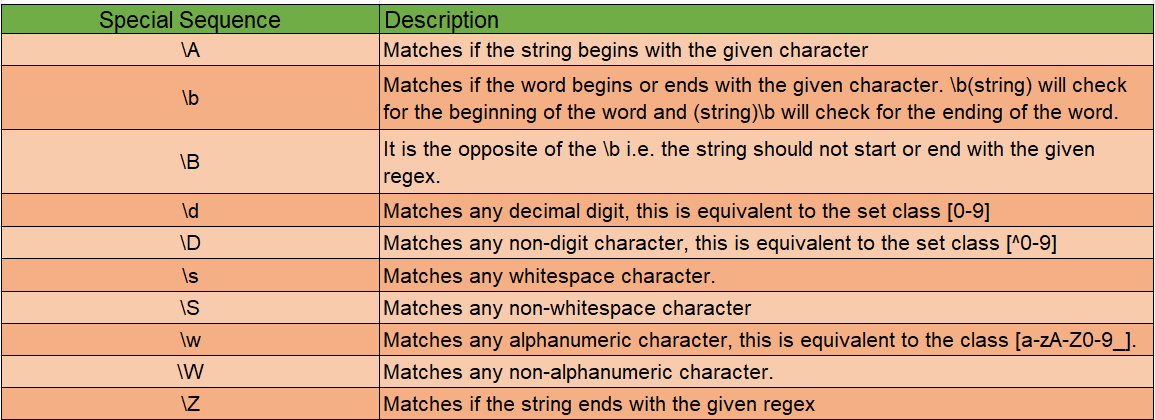 Special Sequence Description
\A Matches if the string begins with the given character
\b Matches if the word begins or ends with the given character. \b(string) will check
for the beginning of the word and (string)\b will check for the ending of the word.
\B It is the opposite of the \b i.e. the string should not start or end with the given
regex.
\d Matches any decimal digit, this is equivalent to the set class [0-9]
\D Matches any non-digit character, this is equivalent to the set class [^0-9]
\s Matches any whitespace character.
\S Matches any non-whitespace character
\w Matches any alphanumeric character, this is equivalent to the class [a-zA-Z0-9_].
\W Matches any non-alphanumeric character.
\Z Matches if the string ends with the given regex